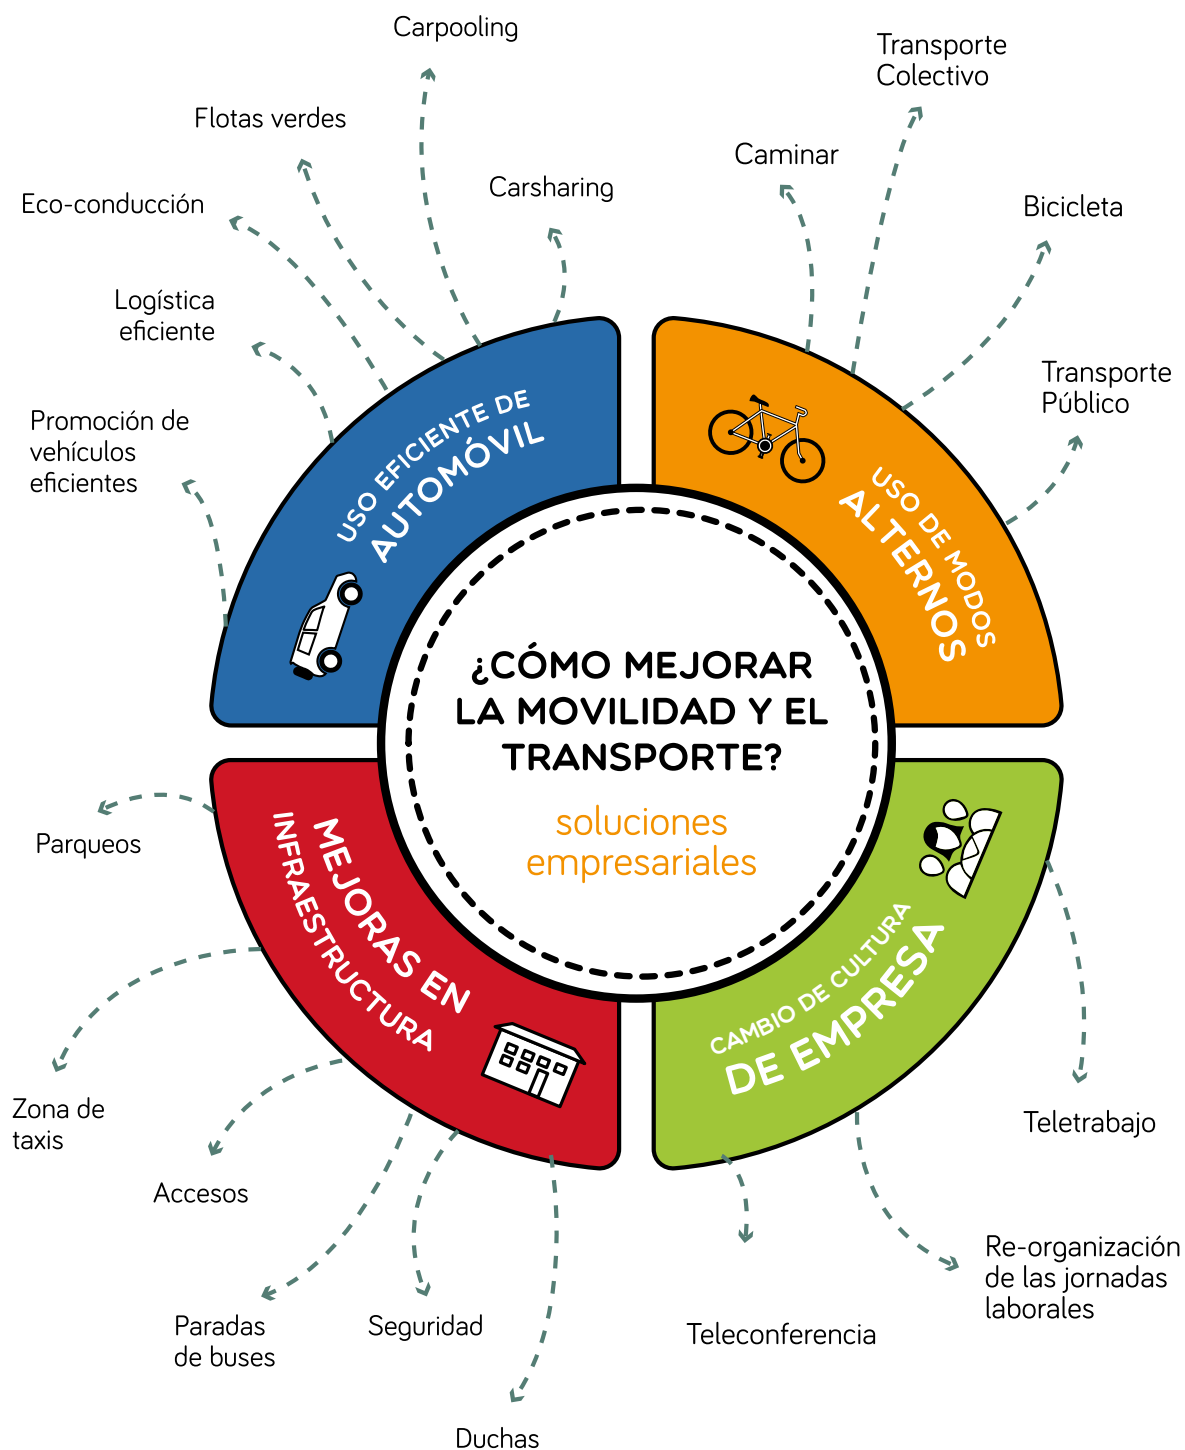 ¿CÓMO MEJORAR
LA MOVILIDAD Y EL
TRANSPORTE?
soluciones
empresariales
USO EFICIENTE DE
AUTOMÓVIL
Carsharing
Carpooling
Flotas verdes
Eco-conducción
Logística
eficiente
Promoción de
vehículos
eficientes
USO DE MODOS
ALTERNOS
Caminar
Transporte
Colectivo
Bicicleta
Transporte
Público
CAMBIO DE CULTURA
DE EMPRESA
Teletrabajo
Re-organización
de las jornadas
laborales
Teleconferencia
MEJORAS EN
INFRAESTRUCTURA
Parqueos
Zona de
taxis
Accesos
Paradas
de buses
Seguridad
Duchas